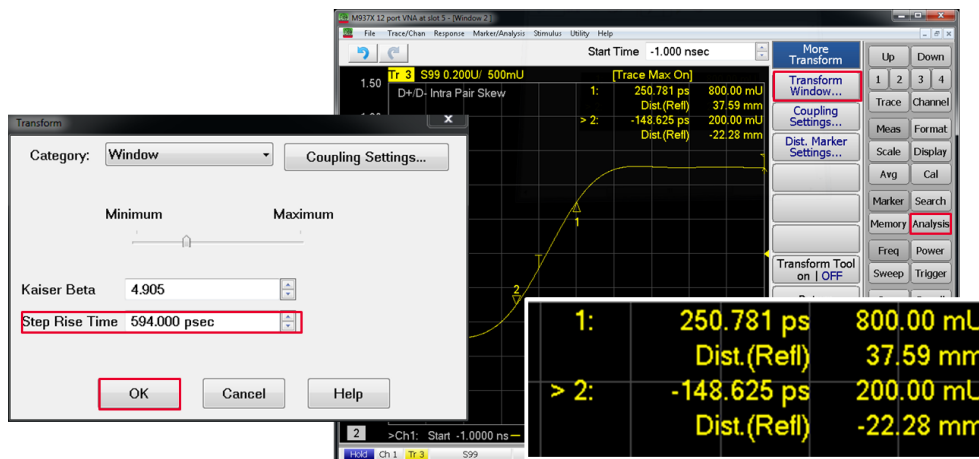 M937X 12 port VNA at slot 5 - [Window 2]
File Trace/Chan Response Marker/Analysis Stimulus Utility Help
Start Time -1.000 nsec
Tr 3 S99 0.200U/ 500mU [Trace Max On]
1.50
D+/D- Intra Pair Skew
1: 250.781 ps 800.00 mU
Dist.(Refl) 37.59 mm
> 2: -148.625 ps 200.00 mU
Dist.(Refl) -22.28 mm
1
2
More Transform
Transform Window...
Coupling Settings...
Dist. Marker Settings...
Transform Tool
on | OFF
Up Down
1 2 3 4
Trace Channel
Meas Format
Scale Display
Avg Cal
Marker Search
Memory Analysis
Freq Power
Sweep Trigger
Transform
x
Category: Window Coupling Settings...
Minimum Maximum
Kaiser Beta 4.905
Step Rise Time 594.000 psec
OK Cancel Help
1: 250.781 ps 800.00 mU
Dist.(Refl) 37.59 mm
> 2: -148.625 ps 200.00 mU
Dist.(Refl) -22.28 mm
2 >Ch1: Start -1.0000 ns
Hold Ch 1 Tr 3 S99